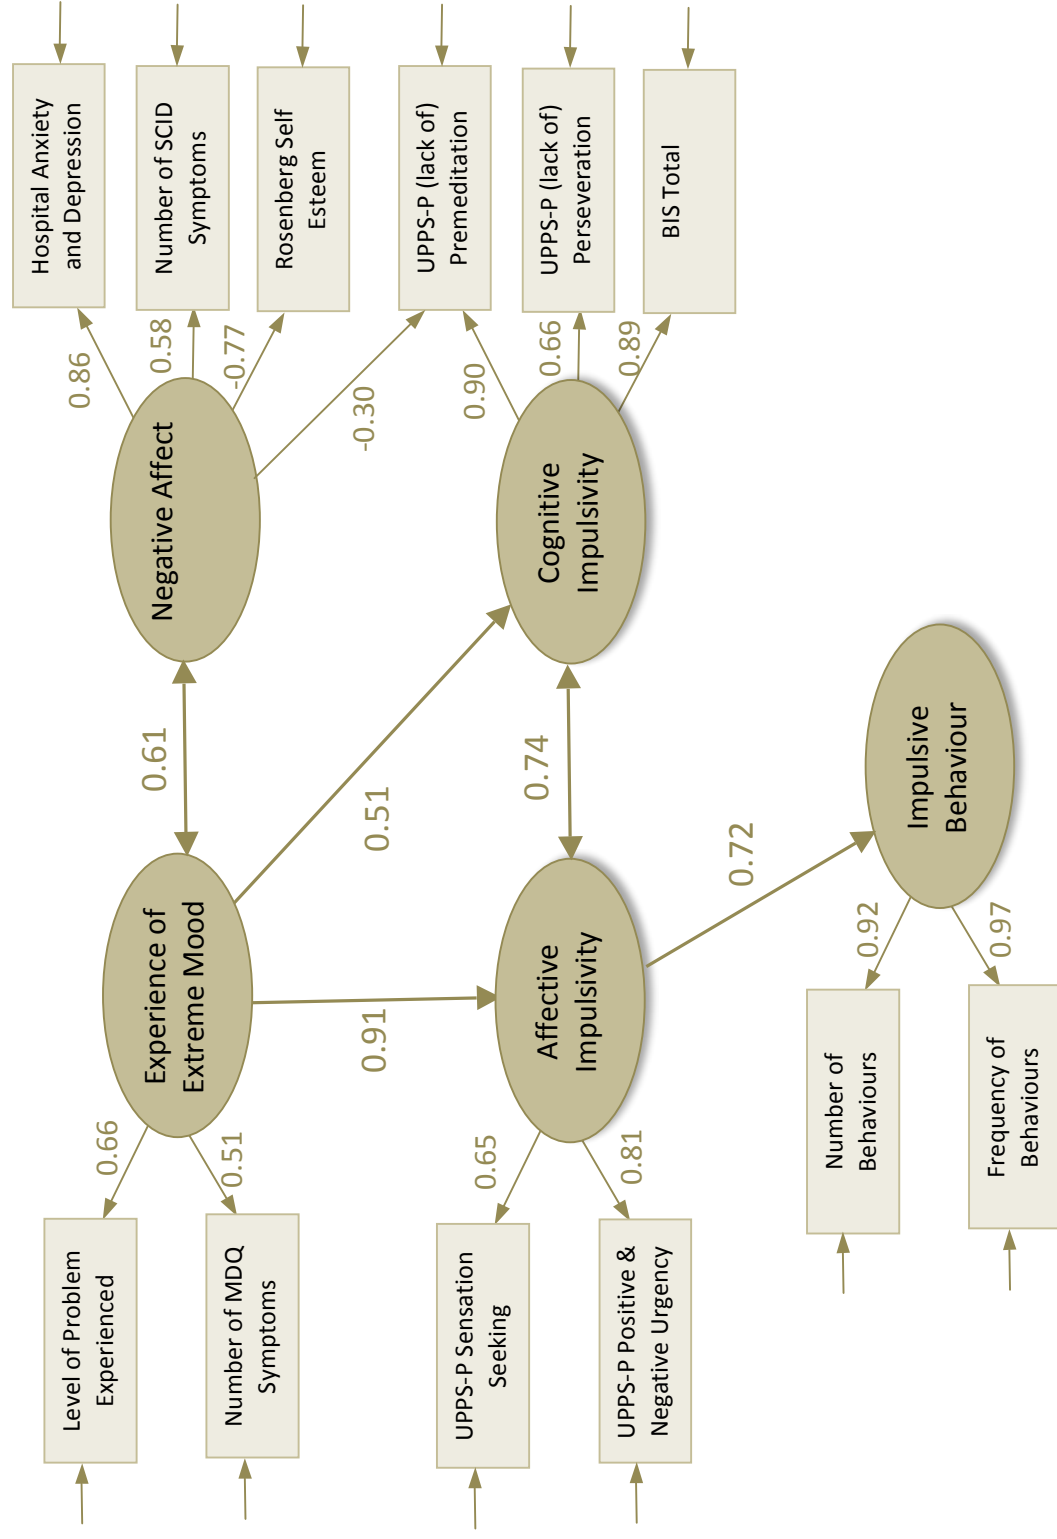 Level of Problem
Experienced
Number of MDQ
Symptoms
0.66
0.51
Experience of
Extreme Mood
0.61
Negative Affect
0.86
0.58
-0.77
-0.30
Hospital Anxiety
and Depression
Number of SCID
Symptoms
Rosenberg Self
Esteem
0.91
0.51
UPPS-P Sensation
Seeking
UPPS-P Positive &
Negative Urgency
0.65
0.81
Affective
Impulsivity
0.74
Cognitive
Impulsivity
0.90
0.66
0.89
UPPS-P (lack of)
Premeditation
UPPS-P (lack of)
Perseveration
BIS Total
0.72
Number of
Behaviours
Frequency of
Behaviours
0.92
0.97
Impulsive
Behaviour